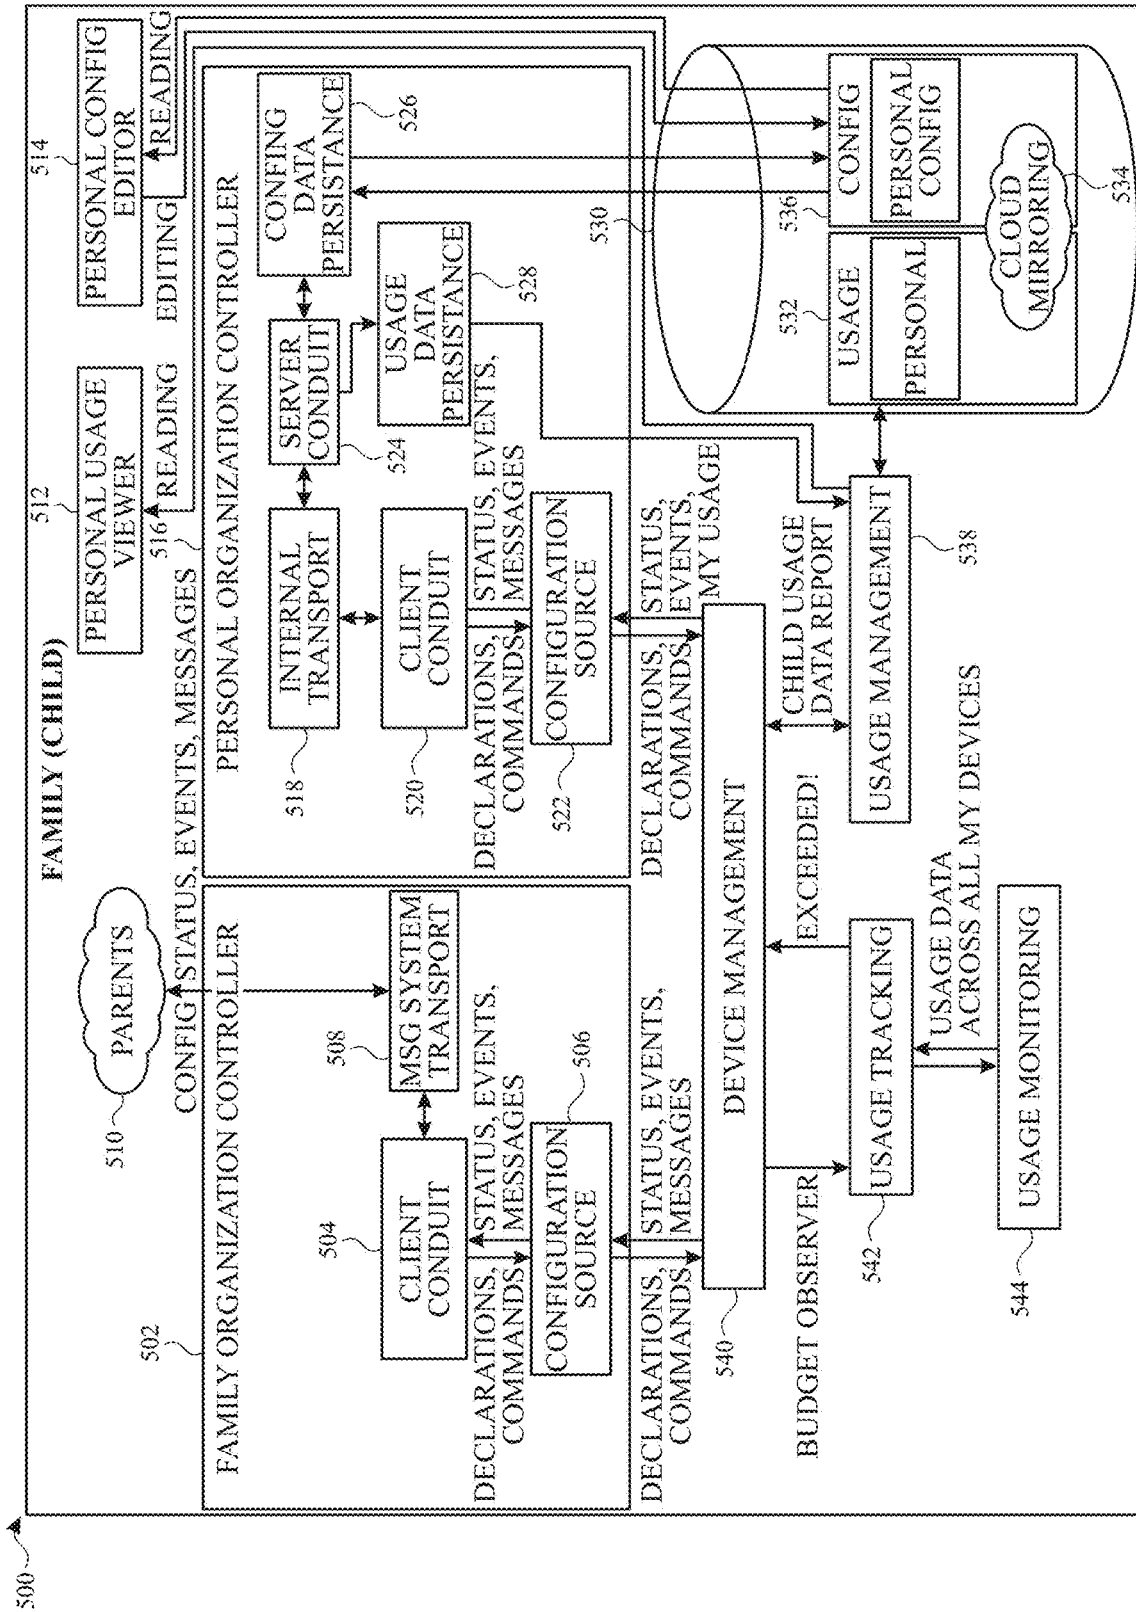 500
FAMILY (CHILD)
510
PARENTS
512
PERSONAL USAGE
VIEWER
514
PERSONAL CONFIG
EDITOR
READING
EDITING
READING
CONFIG STATUS, EVENTS, MESSAGES
516
502
FAMILY ORGANIZATION CONTROLLER
504
CLIENT
CONDUIT
508
MSG SYSTEM
TRANSPORT
DECLARATIONS,
COMMANDS
STATUS, EVENTS,
MESSAGES
506
CONFIGURATION
SOURCE
DECLARATIONS,
COMMANDS
STATUS, EVENTS,
MESSAGES
PERSONAL ORGANIZATION CONTROLLER
518
INTERNAL
TRANSPORT
SERVER
CONDUIT
524
CONFING
DATA
PERSISTANCE
526
520
CLIENT
CONDUIT
USAGE
DATA
PERSISTANCE
528
DECLARATIONS,
COMMANDS
STATUS, EVENTS,
MESSAGES
522
CONFIGURATION
SOURCE
DECLARATIONS,
COMMANDS
STATUS,
EVENTS,
MY USAGE
530
540
DEVICE MANAGEMENT
BUDGET OBSERVER
EXCEEDED!
CHILD USAGE
DATA REPORT
532
USAGE
PERSONAL
536
CONFIG
PERSONAL
CONFIG
CLOUD
MIRRORING
534
542
USAGE TRACKING
USAGE MANAGEMENT
538
USAGE DATA
ACROSS ALL MY DEVICES
544
USAGE MONITORING